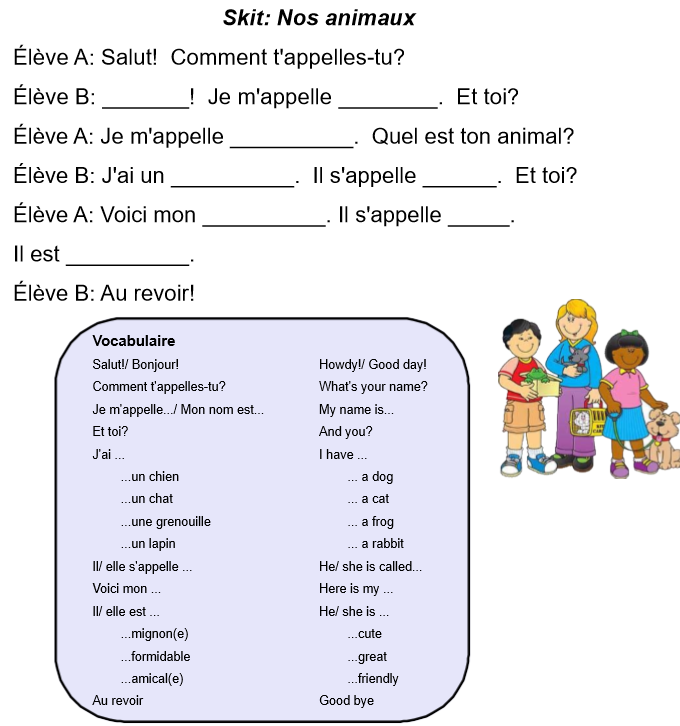 Skit: Nos animaux
Élève A: Salut! Comment t'appelles-tu?
Élève B: _______! Je m'appelle ________. Et toi?
Élève A: Je m'appelle __________. Quel est ton animal?
Élève B: J'ai un __________. Il s'appelle ______. Et toi?
Élève A: Voici mon __________. Il s'appelle _____.
Il est __________.
Élève B: Au revoir!
Vocabulaire
Salut!/ Bonjour! Howdy!/ Good day!
Comment t'appelles-tu? What's your name?
Je m'appelle.../ Mon nom est... My name is...
Et toi? And you?
J'ai ... I have ...
...un chien ... a dog
...un chat ... a cat
...une grenouille ... a frog
...un lapin ... a rabbit
Il/ elle s'appelle ... He/ she is called...
Voici mon ... Here is my ...
Il/ elle est ... He/ she is ...
...mignon(e) ...cute
...formidable ...great
...amical(e) ...friendly
Au revoir Good bye